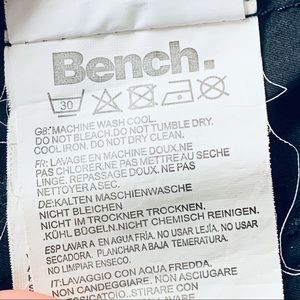 Bench.
30
GB:MACHINE WASH COOL.
DO NOT BLEACH.DO NOT TUMBLE DRY.
COOL IRON. DO NOT DRY CLEAN.
FR: LAVAGE EN MACHINE DOUX.NE
PAS CHLORER.NE PAS METTRE AU SECHE
LINGE. REPASSAGE DOUX. NE PAS
NETTOYER A SEC.
DE:KALTEN MASCHIENWASCHE
NICHT BLEICHEN
NICHT IM TROCKNER TROCKNEN.
.KÜHL BÜGELN.NICHT CHEMISCH REINIGEN.
ESP LAVAR A EN AGUA FRÍA. NO USAR LEJÍA. NO USAR
SECADORA. PLANCHAR A BAJA TEMPERATURA.
NO LIMPIAR ENSECO.
IT:LAVAGGIO CON AQUA FREDDA.
NON CANDEGGIARE. NON ASCIUGARE
STIRARE CON